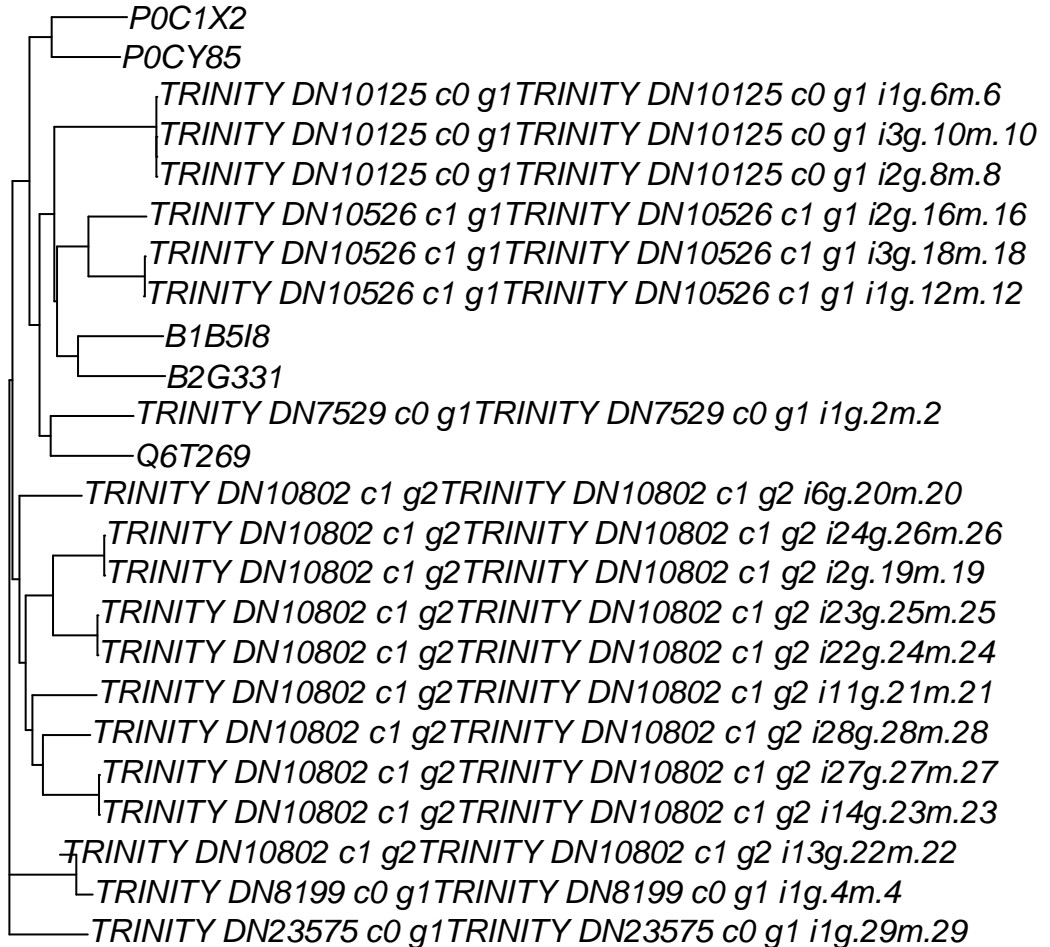 P0C1X2
P0CY85
TRINITY DN10125 c0 g1TRINITY DN10125 c0 g1 i1g.6m.6
TRINITY DN10125 c0 g1TRINITY DN10125 c0 g1 i3g.10m.10
TRINITY DN10125 c0 g1TRINITY DN10125 c0 g1 i2g.8m.8
TRINITY DN10526 c1 g1TRINITY DN10526 c1 g1 i2g.16m.16
TRINITY DN10526 c1 g1TRINITY DN10526 c1 g1 i3g.18m.18
TRINITY DN10526 c1 g1TRINITY DN10526 c1 g1 i1g.12m.12
B1B5I8
B2G331
TRINITY DN7529 c0 g1TRINITY DN7529 c0 g1 i1g.2m.2
Q6T269
TRINITY DN10802 c1 g2TRINITY DN10802 c1 g2 i6g.20m.20
TRINITY DN10802 c1 g2TRINITY DN10802 c1 g2 i24g.26m.26
TRINITY DN10802 c1 g2TRINITY DN10802 c1 g2 i2g.19m.19
TRINITY DN10802 c1 g2TRINITY DN10802 c1 g2 i23g.25m.25
TRINITY DN10802 c1 g2TRINITY DN10802 c1 g2 i22g.24m.24
TRINITY DN10802 c1 g2TRINITY DN10802 c1 g2 i11g.21m.21
TRINITY DN10802 c1 g2TRINITY DN10802 c1 g2 i28g.28m.28
TRINITY DN10802 c1 g2TRINITY DN10802 c1 g2 i27g.27m.27
TRINITY DN10802 c1 g2TRINITY DN10802 c1 g2 i14g.23m.23
TRINITY DN10802 c1 g2TRINITY DN10802 c1 g2 i13g.22m.22
TRINITY DN8199 c0 g1TRINITY DN8199 c0 g1 i1g.4m.4
TRINITY DN23575 c0 g1TRINITY DN23575 c0 g1 i1g.29m.29